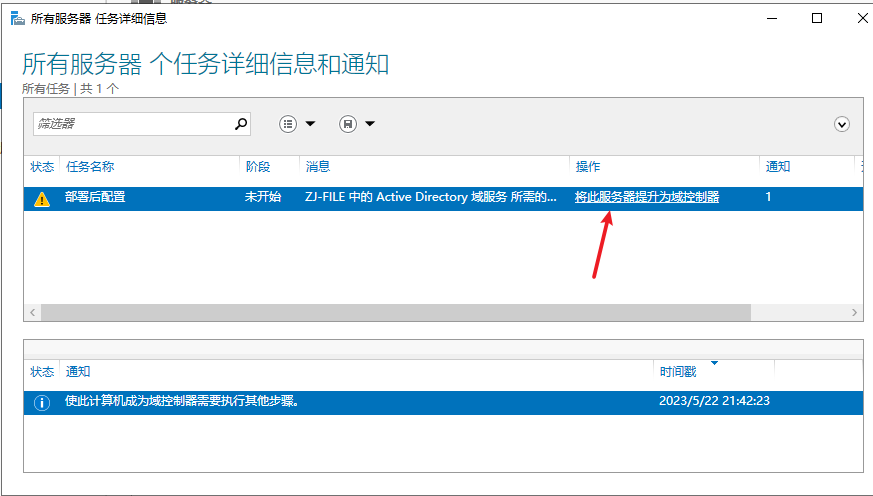 所有服务器 任务详细信息
所有服务器 个任务详细信息和通知
所有任务 | 共 1 个
筛选器
状态 任务名称 阶段 消息 操作 通知
部署后配置 未开始 ZJ-FILE 中的 Active Directory 域服务 所需的... 将此服务器提升为域控制器 1
状态 通知 时间戳
使此计算机成为域控制器需要执行其他步骤。 2023/5/22 21:42:23